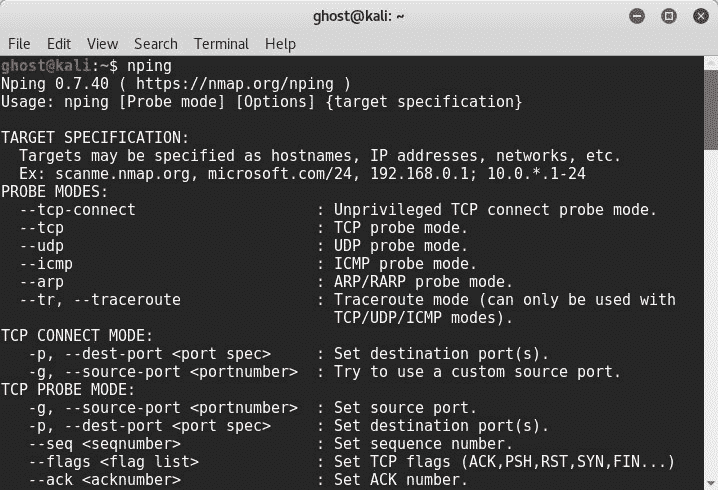 ghost@kali: ~
File Edit View Search Terminal Help
ghost@kali:~$ nping
Nping 0.7.40 ( https://nmap.org/nping )
Usage: nping [Probe mode] [Options] {target specification}

TARGET SPECIFICATION:
  Targets may be specified as hostnames, IP addresses, networks, etc.
  Ex: scanme.nmap.org, microsoft.com/24, 192.168.0.1; 10.0.*.1-24
PROBE MODES:
  --tcp-connect                    : Unprivileged TCP connect probe mode.
  --tcp                            : TCP probe mode.
  --udp                            : UDP probe mode.
  --icmp                           : ICMP probe mode.
  --arp                            : ARP/RARP probe mode.
  --tr, --traceroute               : Traceroute mode (can only be used with
                                     TCP/UDP/ICMP modes).
TCP CONNECT MODE:
   -p, --dest-port <port spec>     : Set destination port(s).
   -g, --source-port <portnumber>  : Try to use a custom source port.
TCP PROBE MODE:
   -g, --source-port <portnumber>  : Set source port.
   -p, --dest-port <port spec>     : Set destination port(s).
   --seq <seqnumber>               : Set sequence number.
   --flags <flag list>             : Set TCP flags (ACK,PSH,RST,SYN,FIN...)
   --ack <acknumber>               : Set ACK number.